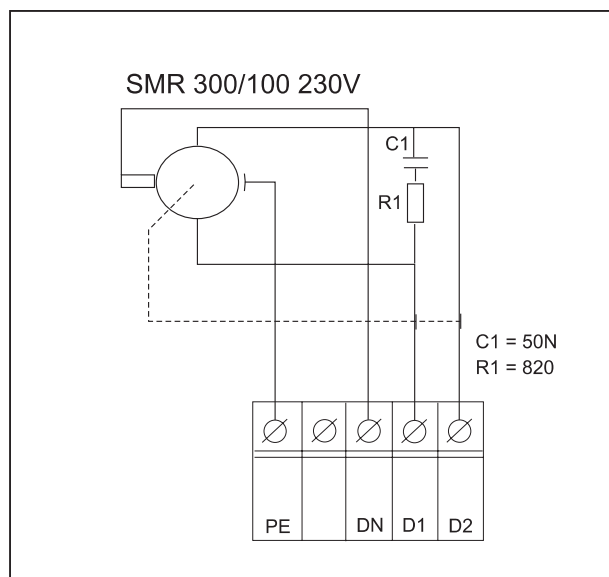 SMR 300/100 230V
C1
R1
C1 = 50N
R1 = 820
PE DN D1 D2